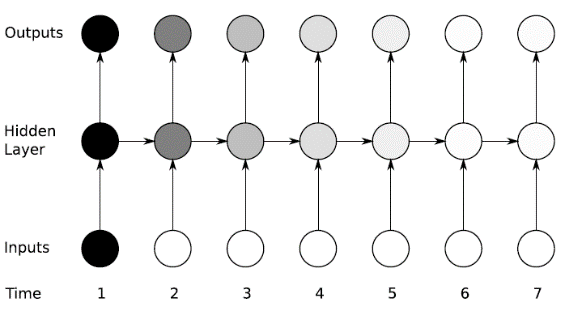 Outputs
Hidden
Layer
Inputs
Time 1 2 3 4 5 6 7